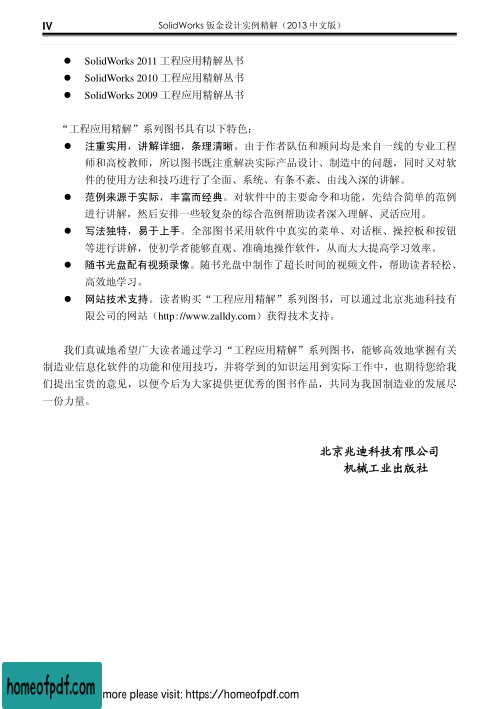 IV
SolidWorks 钣金设计实例精解（2013 中文版）
● SolidWorks 2011 工程应用精解丛书
● SolidWorks 2010 工程应用精解丛书
● SolidWorks 2009 工程应用精解丛书
“工程应用精解”系列图书具有以下特色：
● 注重实用，讲解详细，条理清晰。由于作者队伍和顾问均是来自一线的专业工程
师和高校教师，所以图书既注重解决实际产品设计、制造中的问题，同时又对软
件的使用方法和技巧进行了全面、系统、有条不紊、由浅入深的讲解。
● 范例来源于实际，丰富而经典。对软件中的主要命令和功能，先结合简单的范例
进行讲解，然后安排一些较复杂的综合范例帮助读者深入理解、灵活应用。
● 写法独特，易于上手。全部图书采用软件中真实的菜单、对话框、操控板和按钮
等进行讲解，使初学者能够直观、准确地操作软件，从而大大提高学习效率。
● 随书光盘配有视频录像。随书光盘中制作了超长时间的视频文件，帮助读者轻松、
高效地学习。
● 网站技术支持。读者购买“工程应用精解”系列图书，可以通过北京兆迪科技有
限公司的网站（http://www.zalldy.com）获得技术支持。
我们真诚地希望广大读者通过学习“工程应用精解”系列图书，能够高效地掌握有关
制造业信息化软件的功能和使用技巧，并将学到的知识运用到实际工作中，也期待您给我
们提出宝贵的意见，以便今后为大家提供更优秀的图书作品，共同为我国制造业的发展尽
一份力量。
北京兆迪科技有限公司
机械工业出版社
homeofpdf.com
more please visit: https://homeofpdf.com